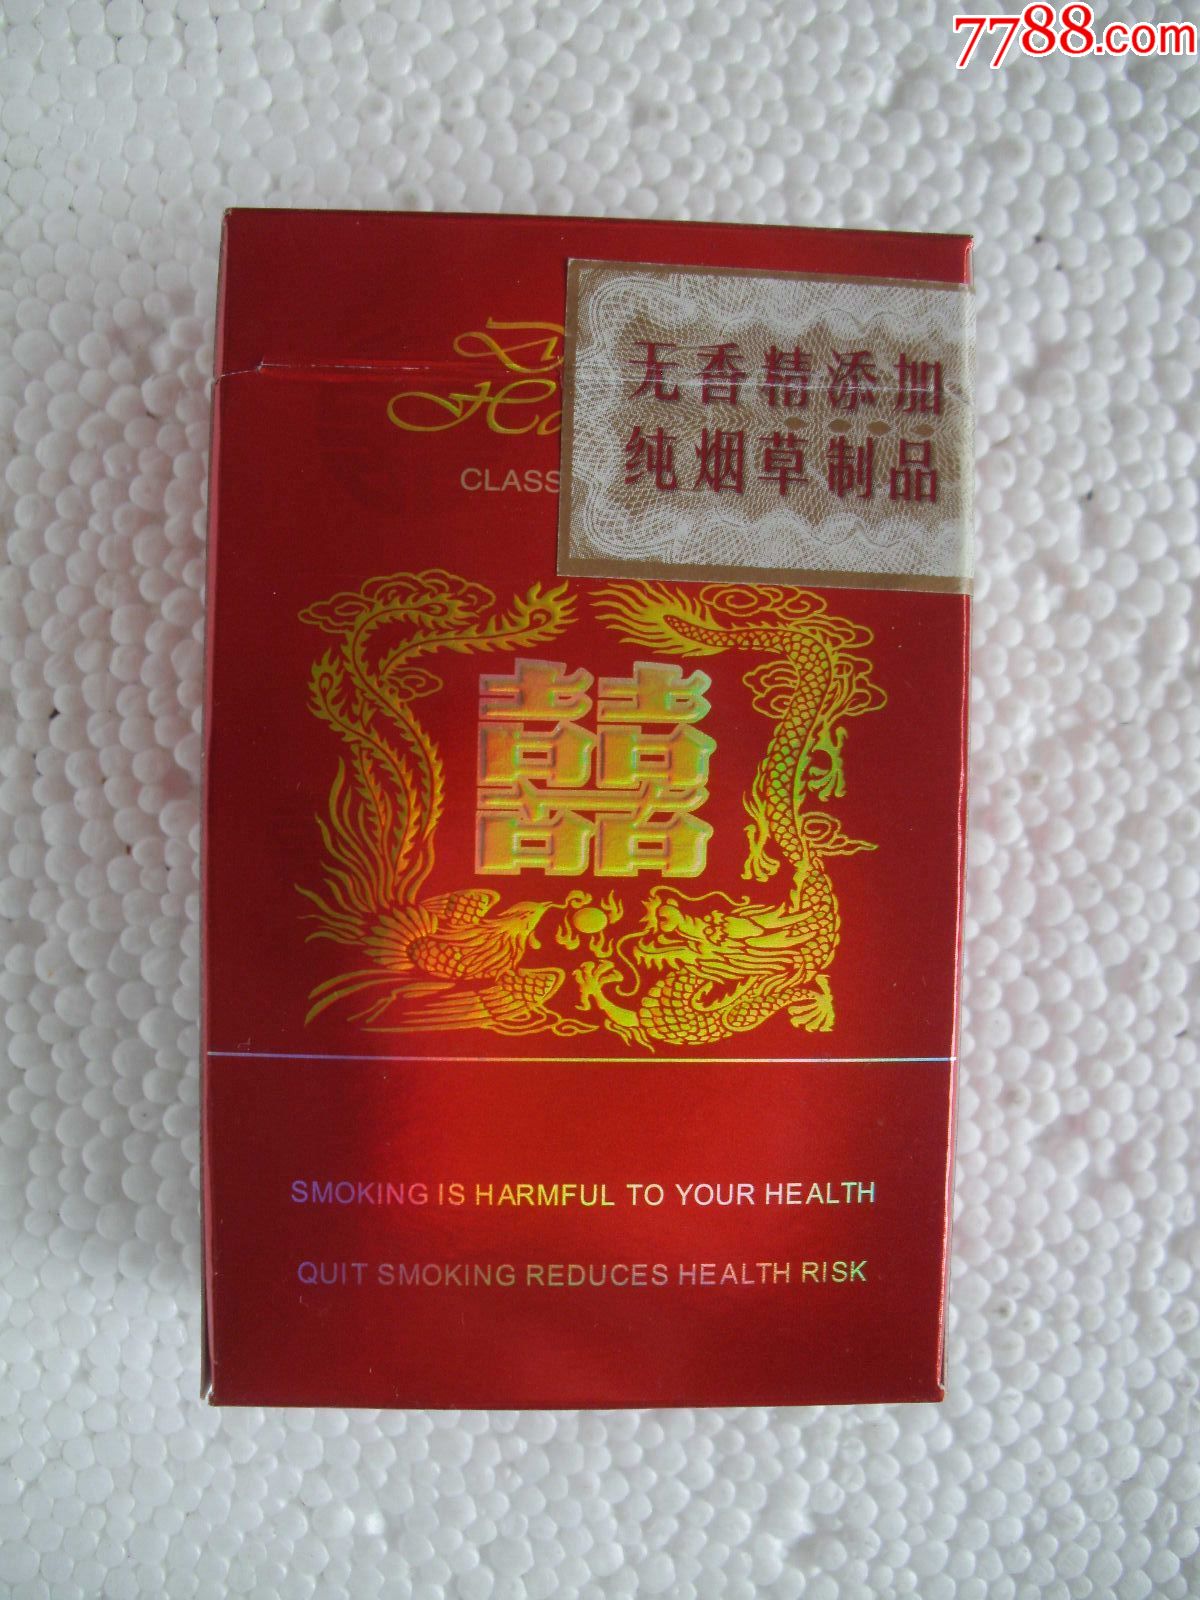 7788.com
无香精添加
纯烟草制品
CLASS
囍
SMOKING IS HARMFUL TO YOUR HEALTH
QUIT SMOKING REDUCES HEALTH RISK